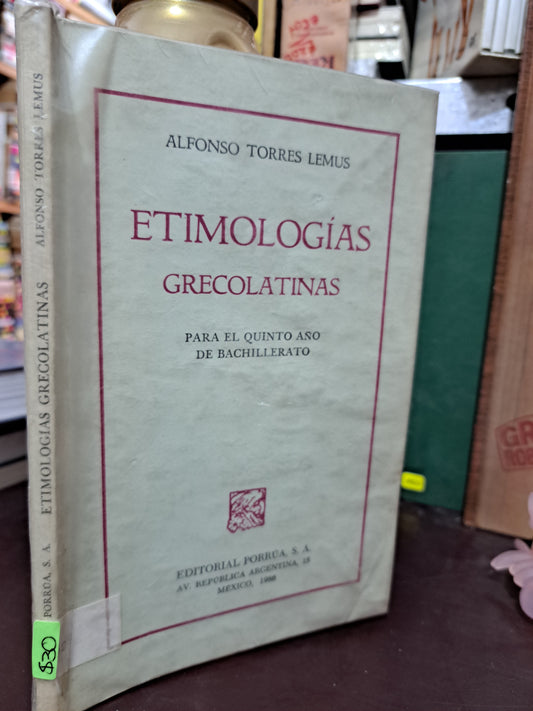 ALFONSO TORRES LEMUS
ETIMOLOGÍAS
GRECOLATINAS
PARA EL QUINTO AÑO
DE BACHILLERATO
EDITORIAL PORRÚA, S. A.
AV. REPÚBLICA ARGENTINA, 15
MÉXICO, 1986
PORRÚA, S. A. ETIMOLOGÍAS GRECOLATINAS ALFONSO TORRES LEMUS
$30